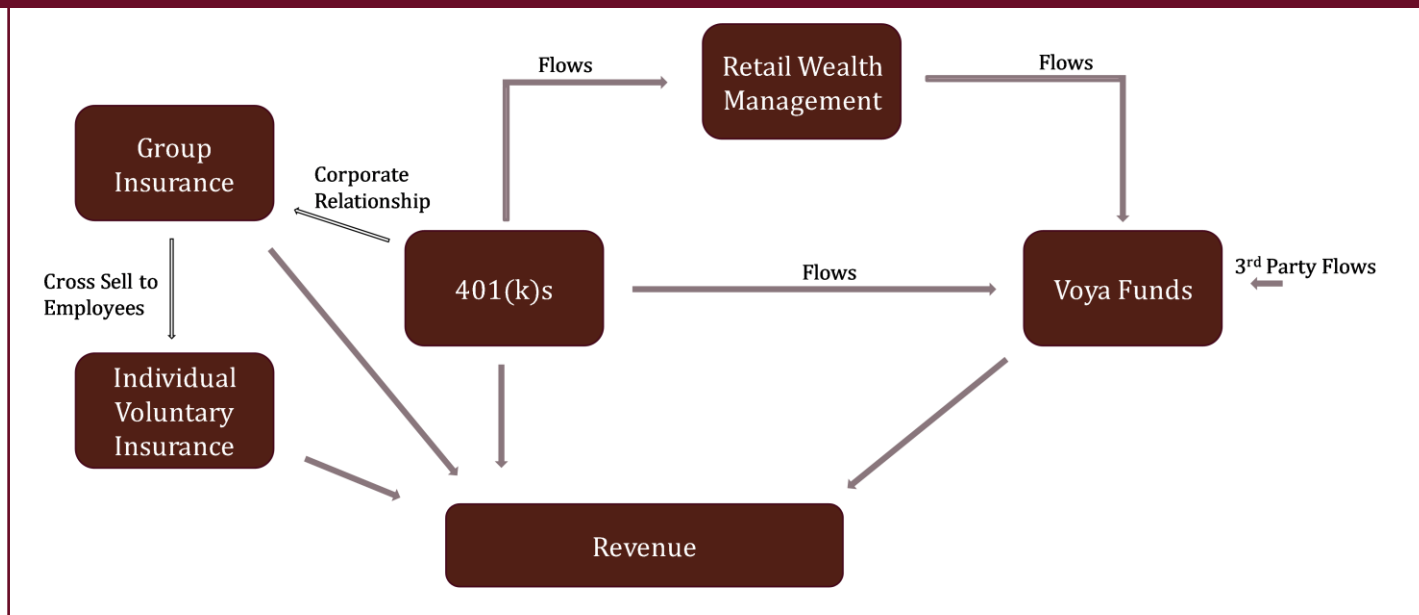 Flows
Retail Wealth
Management
Flows
Group
Insurance
Corporate
Relationship
401(k)s
Flows
Voya Funds
3rd Party Flows
Cross Sell to
Employees
Individual
Voluntary
Insurance
Revenue